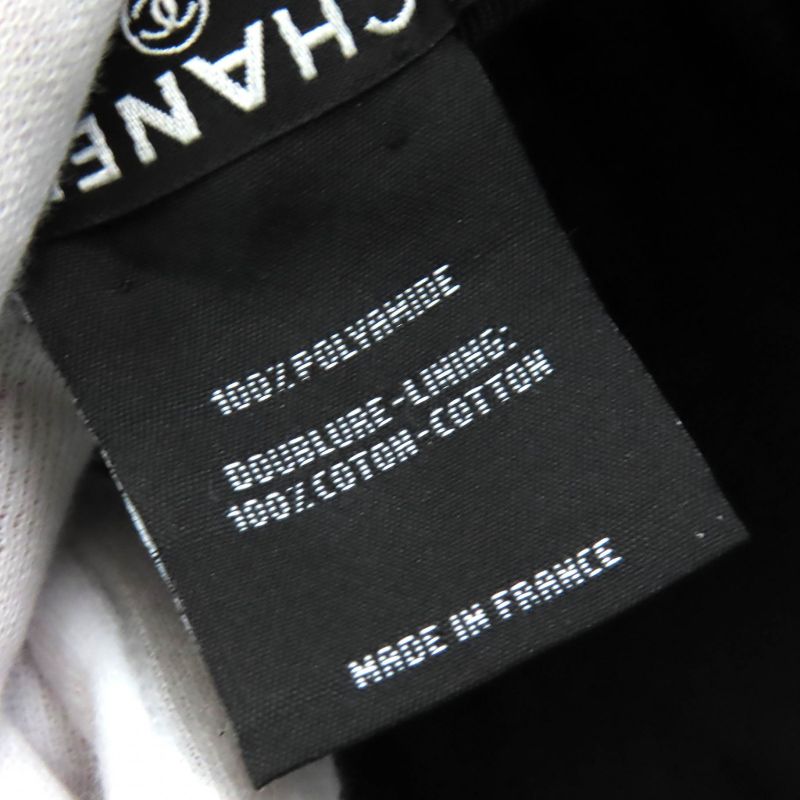 CHANEL
100% POLYAMIDE
DOUBLURE-LINING:
100% COTON-COTTON
MADE IN FRANCE